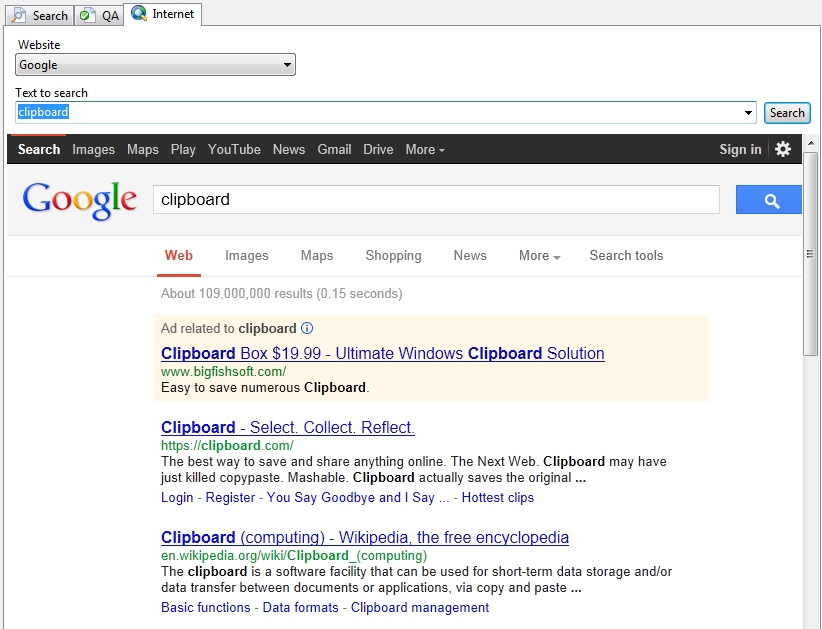 Search QA Internet
Website
Google
Text to search
clipboard Search
Search Images Maps Play YouTube News Gmail Drive More Sign in
Google clipboard
Web Images Maps Shopping News More Search tools
About 109,000,000 results (0.15 seconds)
Ad related to clipboard
Clipboard Box $19.99 - Ultimate Windows Clipboard Solution
www.bigfishsoft.com/
Easy to save numerous Clipboard.
Clipboard - Select. Collect. Reflect.
https://clipboard.com/
The best way to save and share anything online. The Next Web. Clipboard may have
just killed copypaste. Mashable. Clipboard actually saves the original ...
Login - Register - You Say Goodbye and I Say ... - Hottest clips
Clipboard (computing) - Wikipedia, the free encyclopedia
en.wikipedia.org/wiki/Clipboard_(computing)
The clipboard is a software facility that can be used for short-term data storage and/or
data transfer between documents or applications, via copy and paste ...
Basic functions - Data formats - Clipboard management